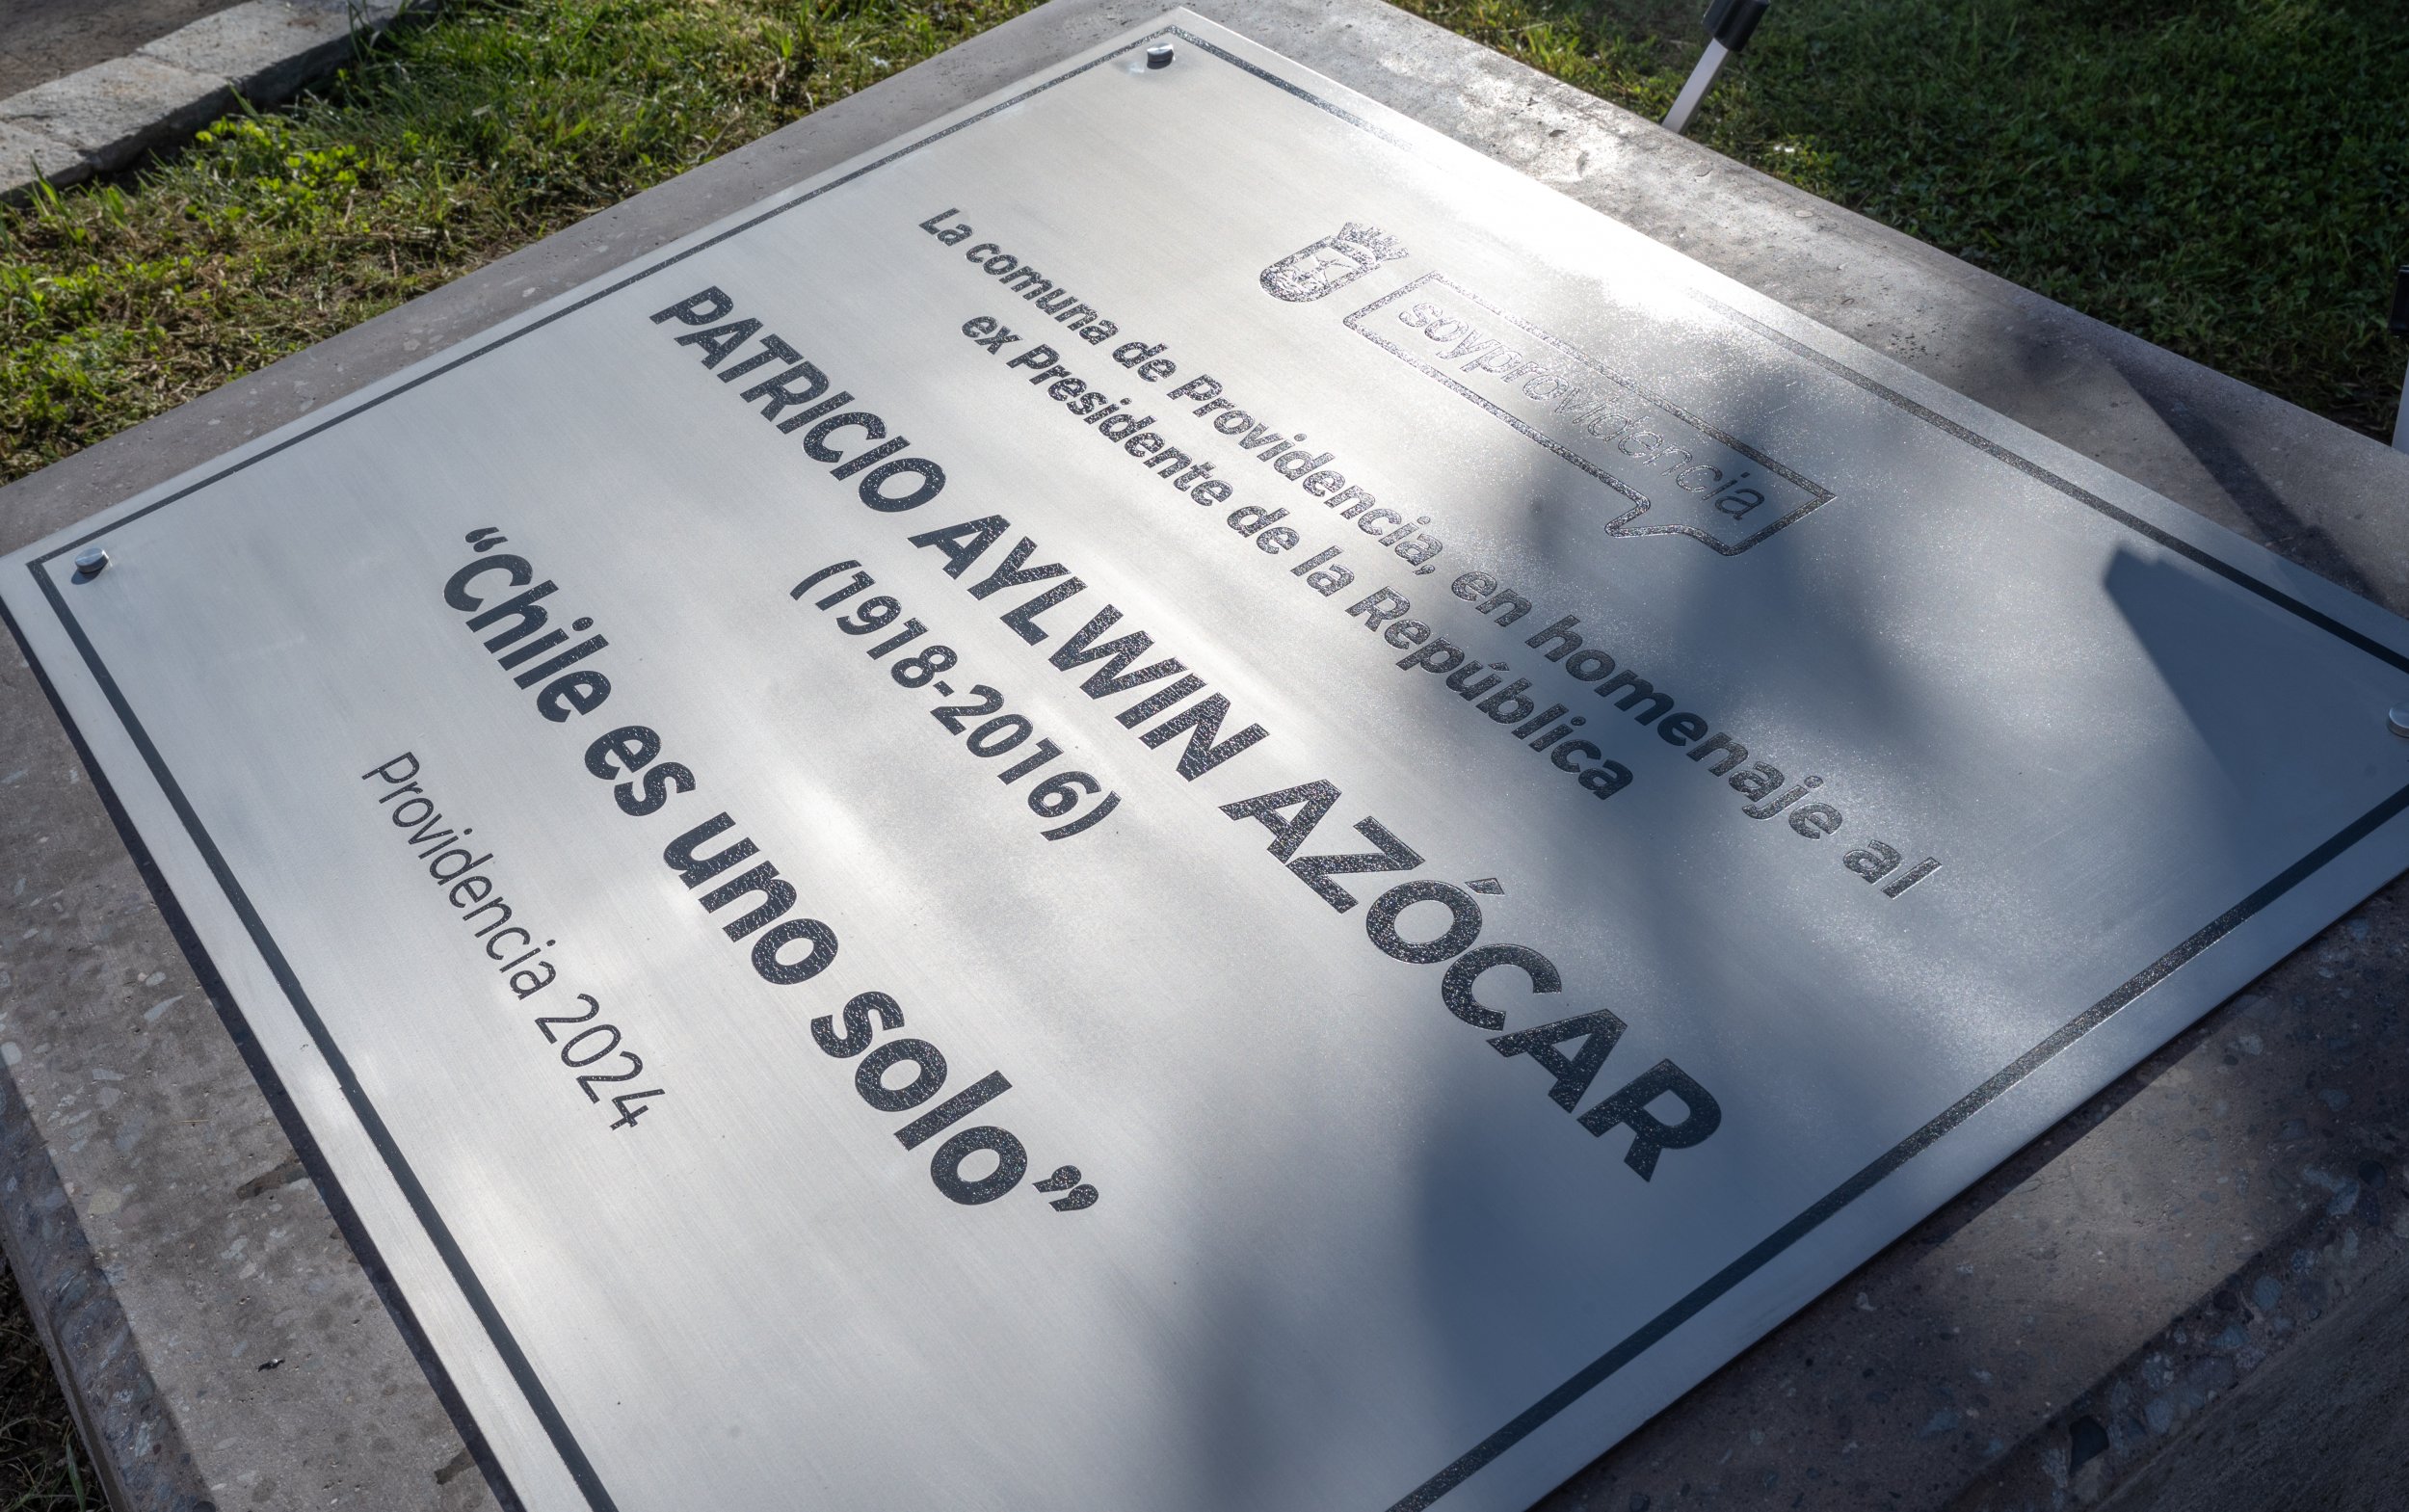 soyprovidencia
La comuna de Providencia, en homenaje al
ex Presidente de la República
PATRICIO AYLWIN AZÓCAR
(1918-2016)
“Chile es uno solo”
Providencia 2024